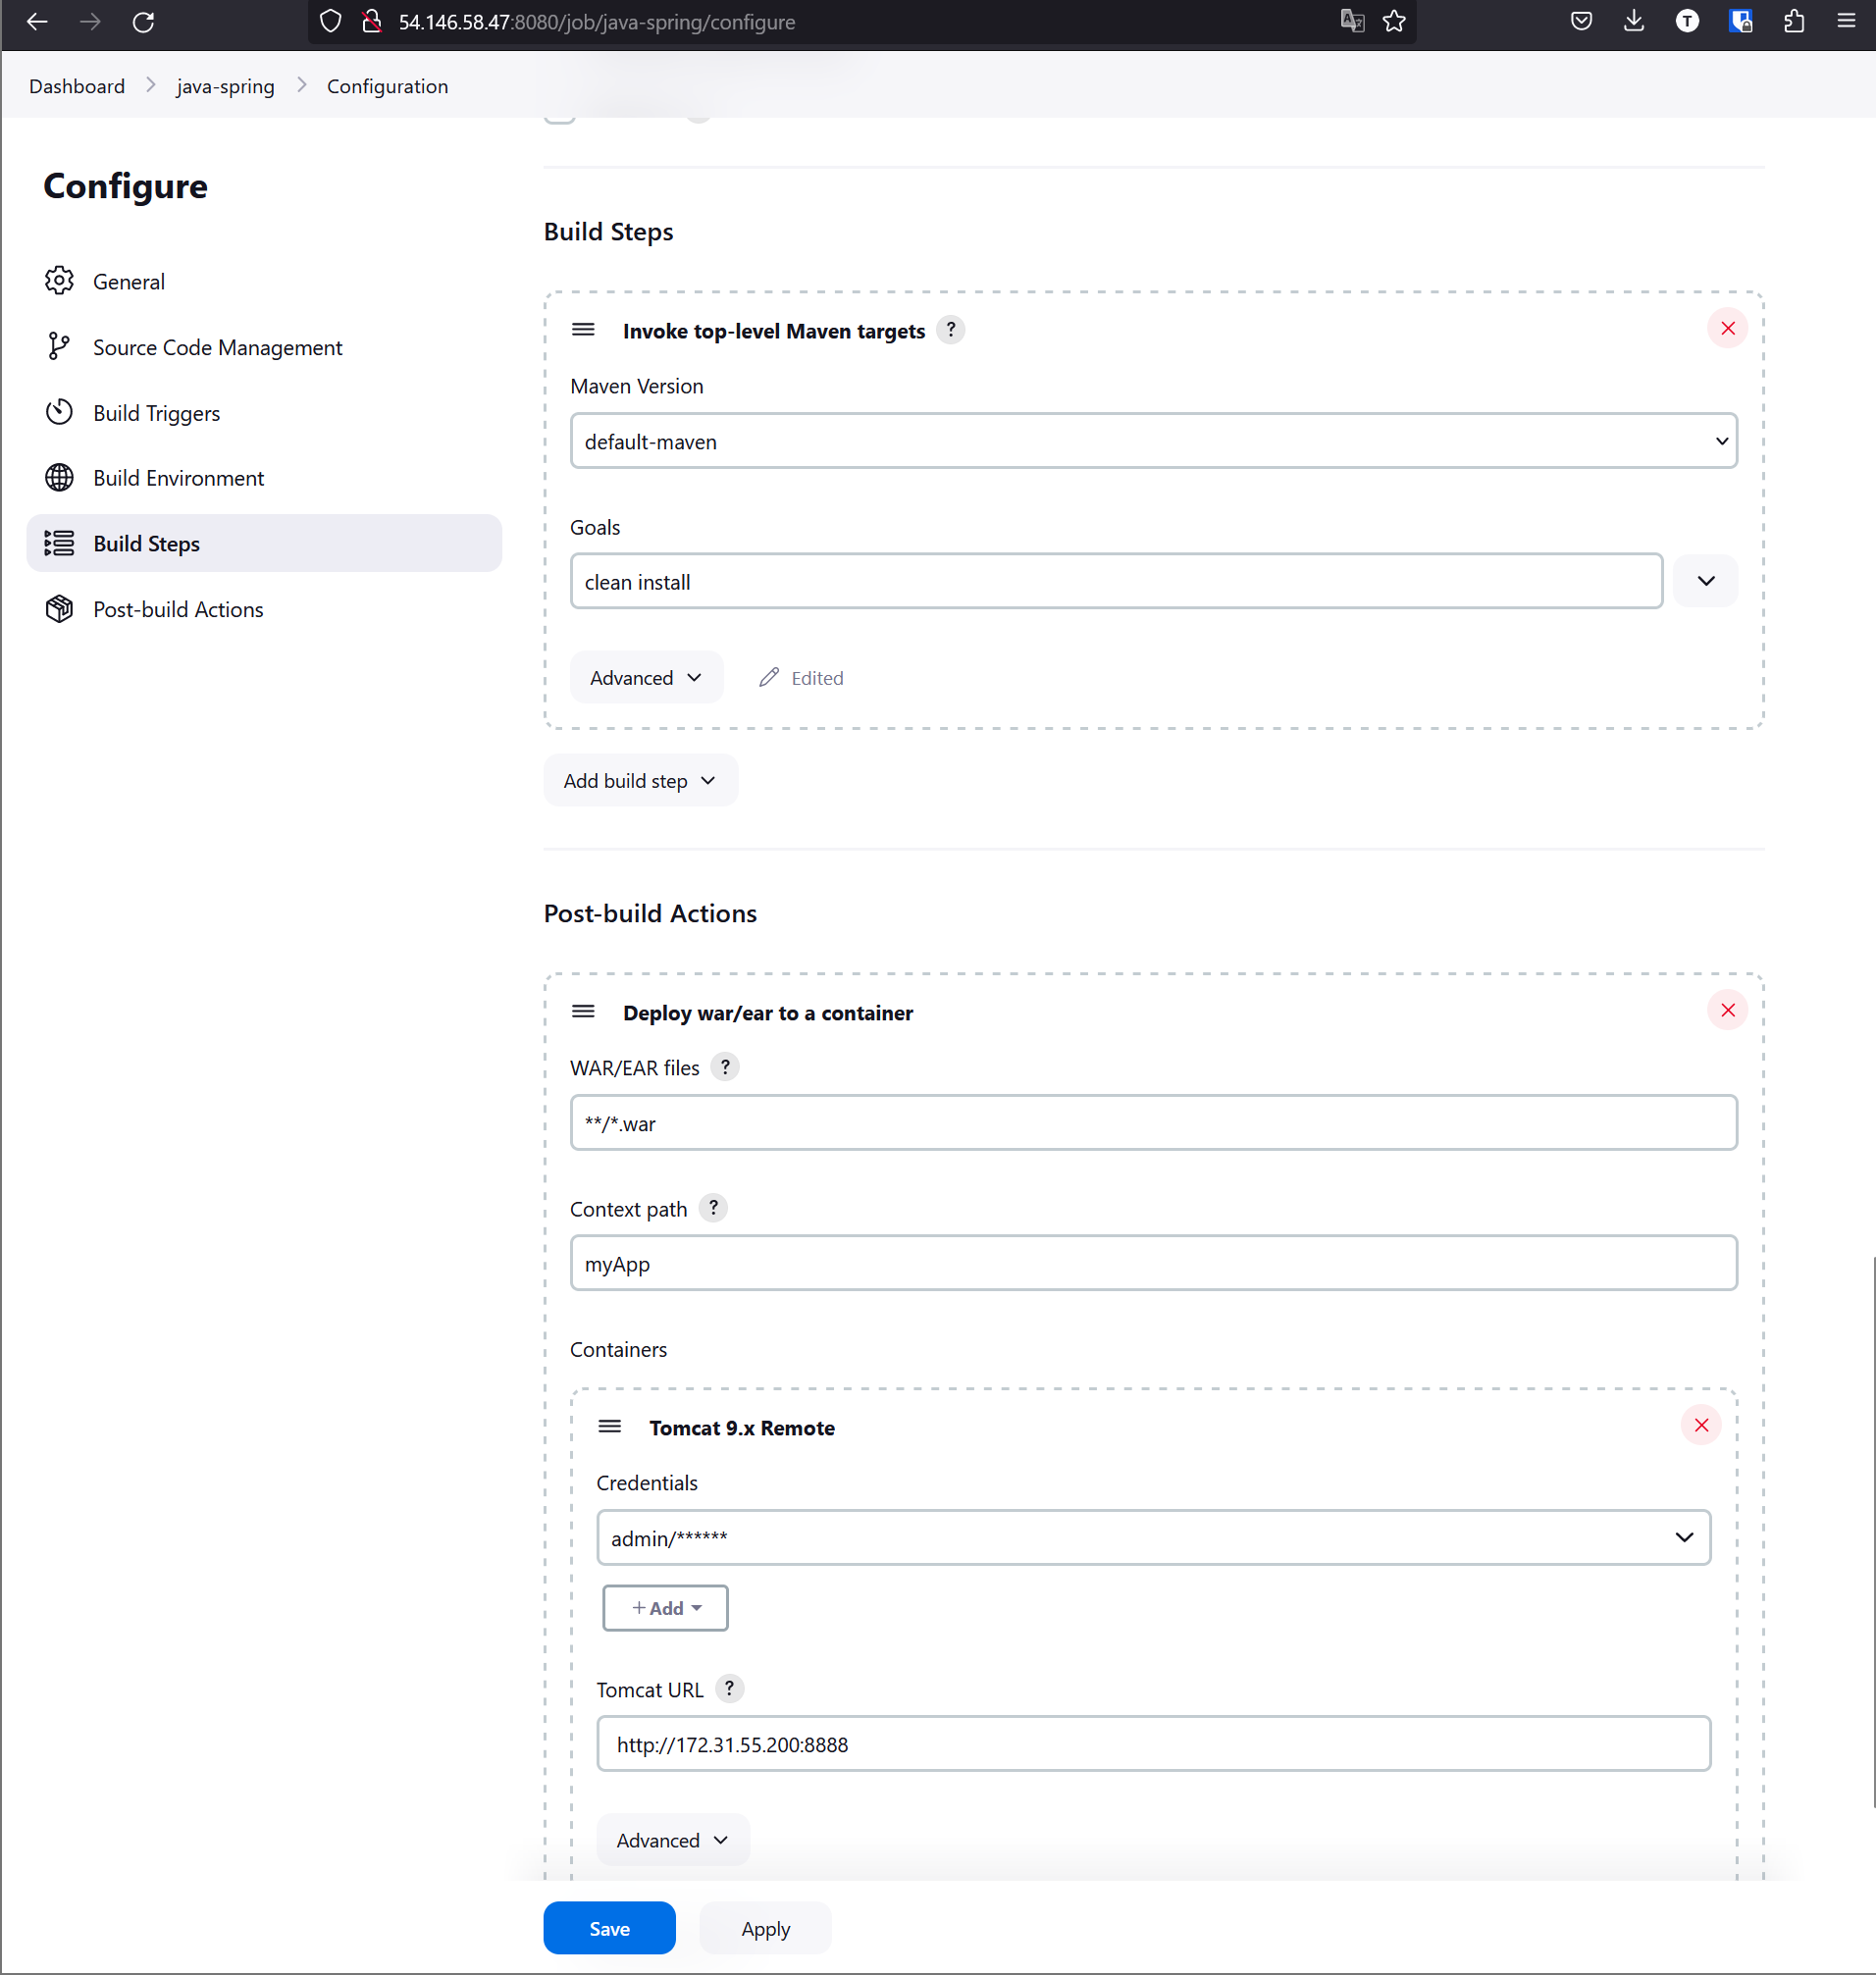 54.146.58.47:8080/job/java-spring/configure
T
Dashboard > java-spring > Configuration
Configure
General
Source Code Management
Build Triggers
Build Environment
Build Steps
Post-build Actions
Build Steps
Invoke top-level Maven targets ?
Maven Version
default-maven
Goals
clean install
Advanced
Edited
Add build step
Post-build Actions
Deploy war/ear to a container
WAR/EAR files ?
**/*.war
Context path ?
myApp
Containers
Tomcat 9.x Remote
Credentials
admin/******
+ Add
Tomcat URL ?
http://172.31.55.200:8888
Advanced
Save
Apply